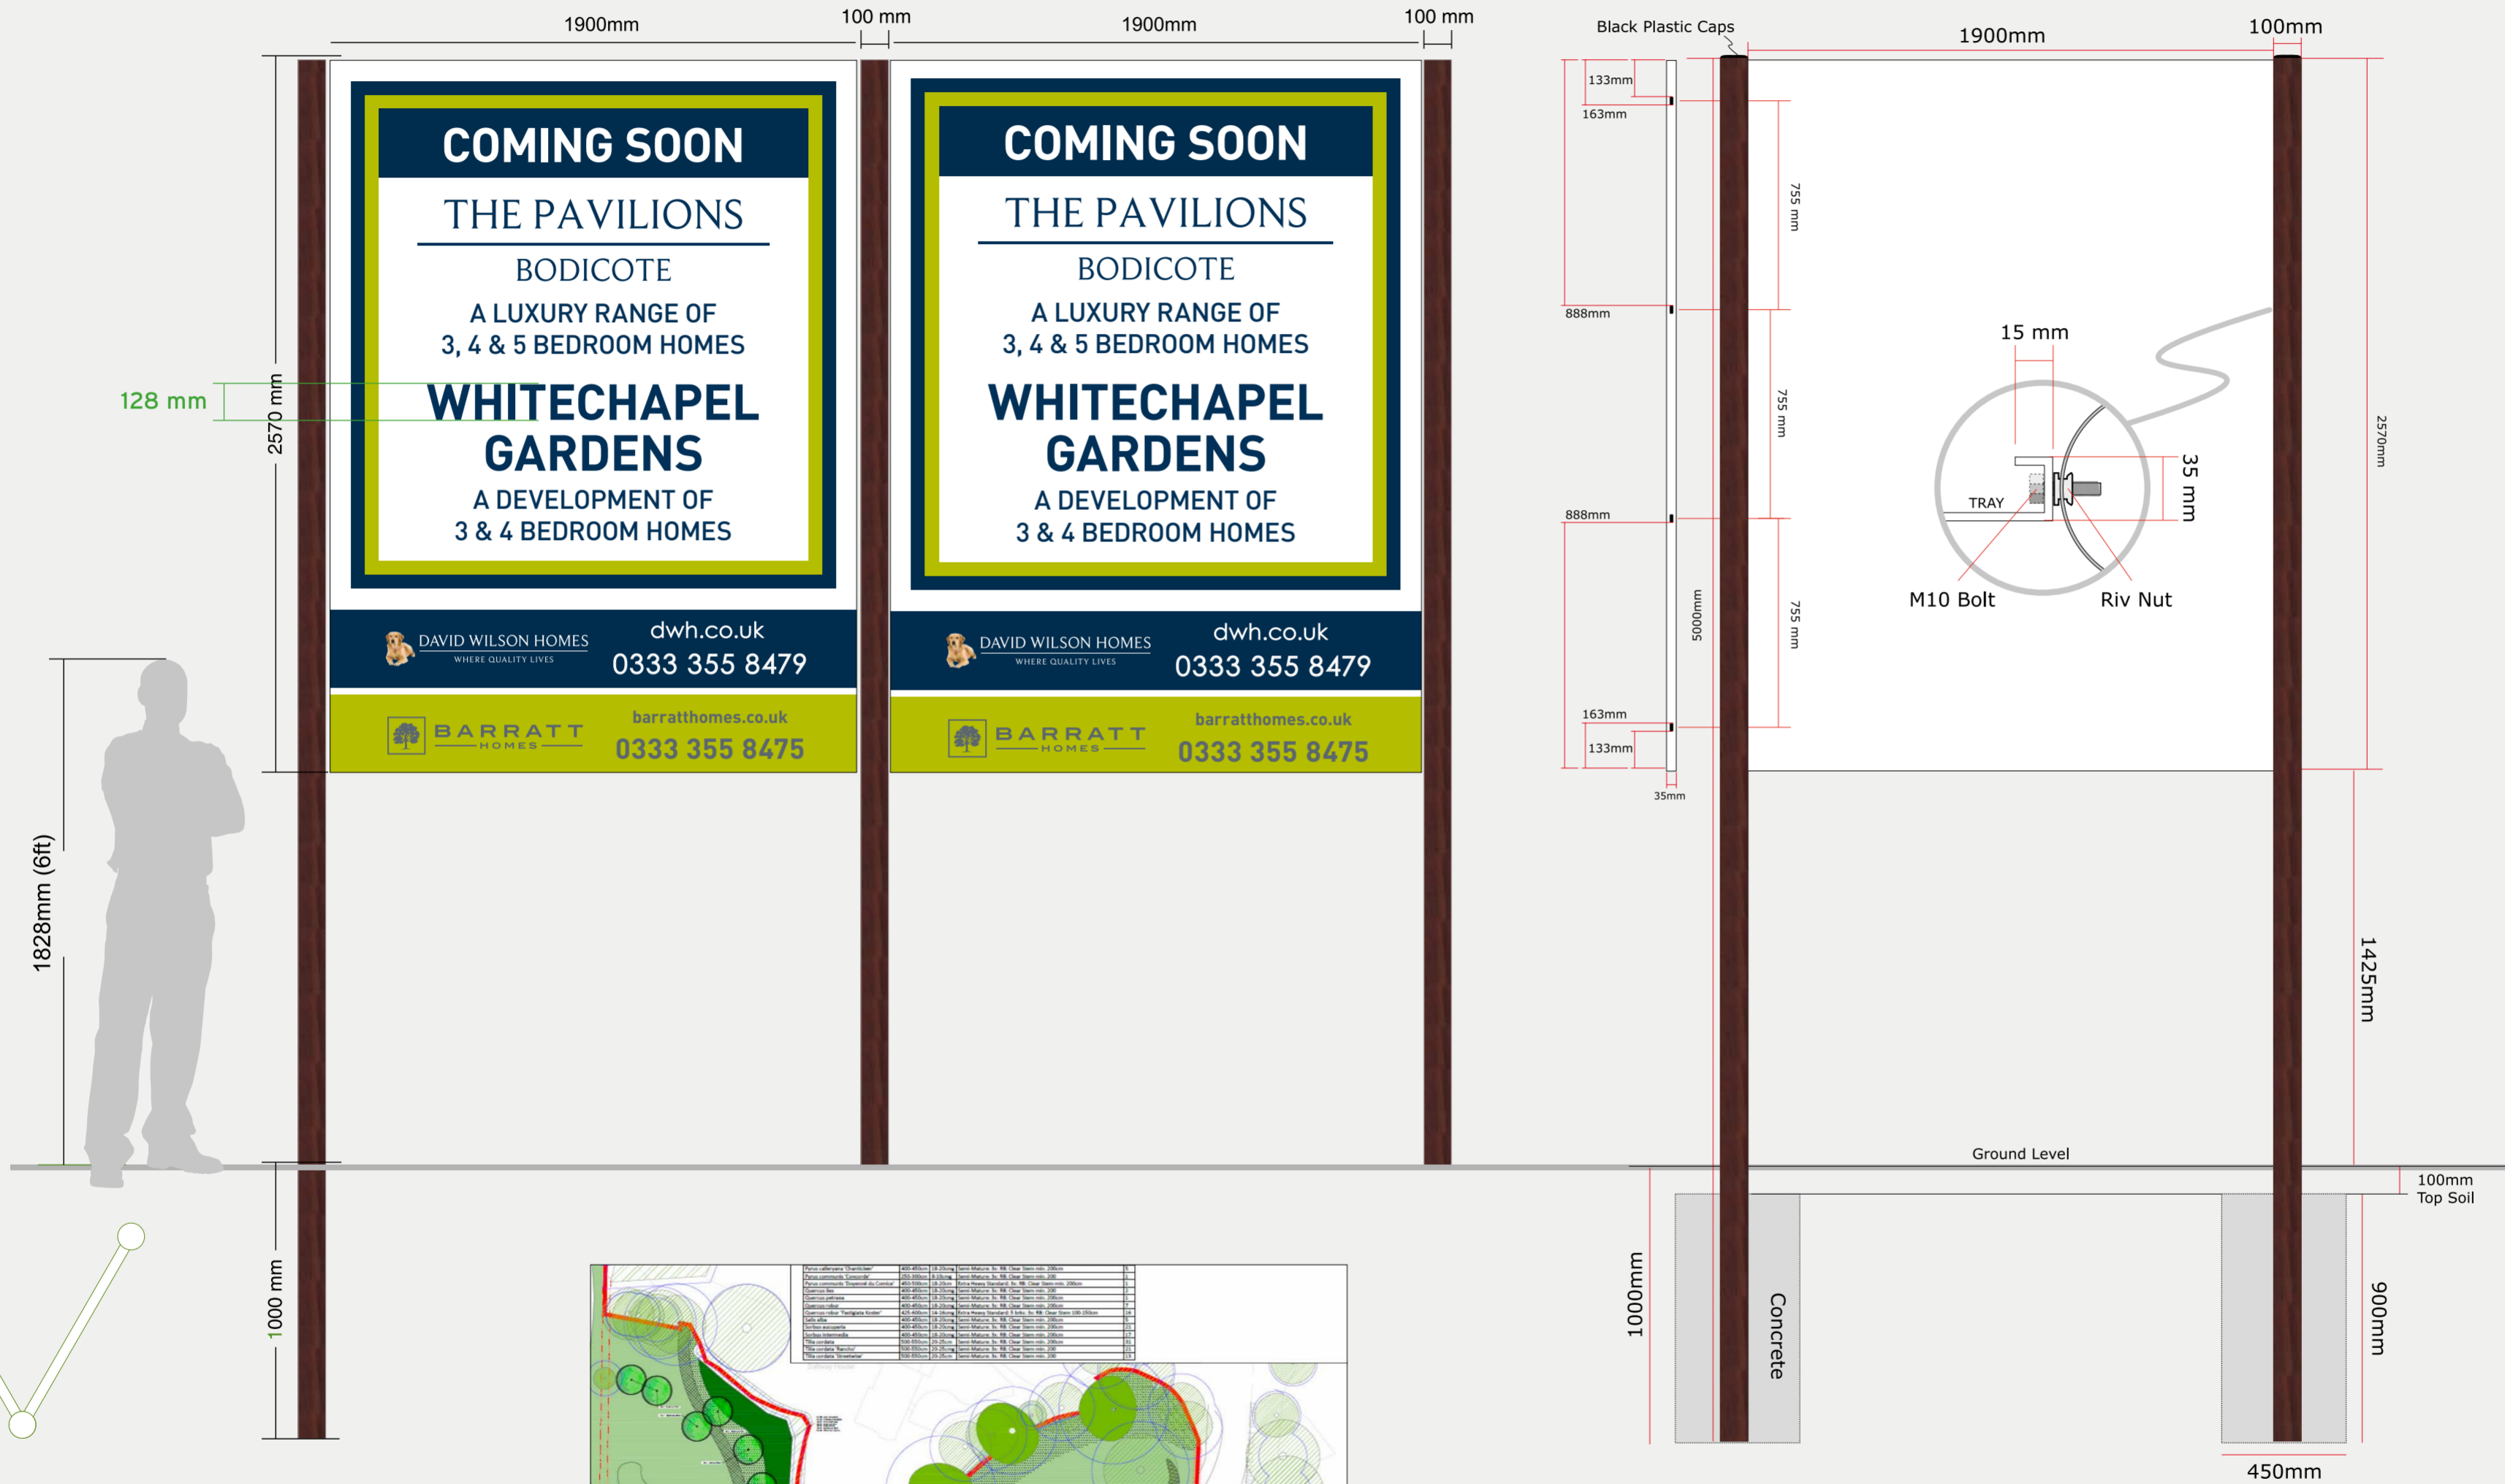 1900mm
100 mm
1900mm
100 mm
2570 mm
128 mm
1828mm (6ft)
1000 mm
COMING SOON
THE PAVILIONS
BODICOTE
A LUXURY RANGE OF
3, 4 & 5 BEDROOM HOMES
WHITECHAPEL
GARDENS
A DEVELOPMENT OF
3 & 4 BEDROOM HOMES
DAVID WILSON HOMES
WHERE QUALITY LIVES
dwh.co.uk
0333 355 8479
BARRATT
HOMES
barratthomes.co.uk
0333 355 8475
COMING SOON
THE PAVILIONS
BODICOTE
A LUXURY RANGE OF
3, 4 & 5 BEDROOM HOMES
WHITECHAPEL
GARDENS
A DEVELOPMENT OF
3 & 4 BEDROOM HOMES
DAVID WILSON HOMES
WHERE QUALITY LIVES
dwh.co.uk
0333 355 8479
BARRATT
HOMES
barratthomes.co.uk
0333 355 8475
Black Plastic Caps
1900mm
100mm
133mm
163mm
755 mm
888mm
755 mm
888mm
755 mm
163mm
133mm
35mm
5000mm
15 mm
35 mm
TRAY
M10 Bolt
Riv Nut
2570mm
1425mm
Ground Level
100mm
Top Soil
1000mm
Concrete
900mm
450mm